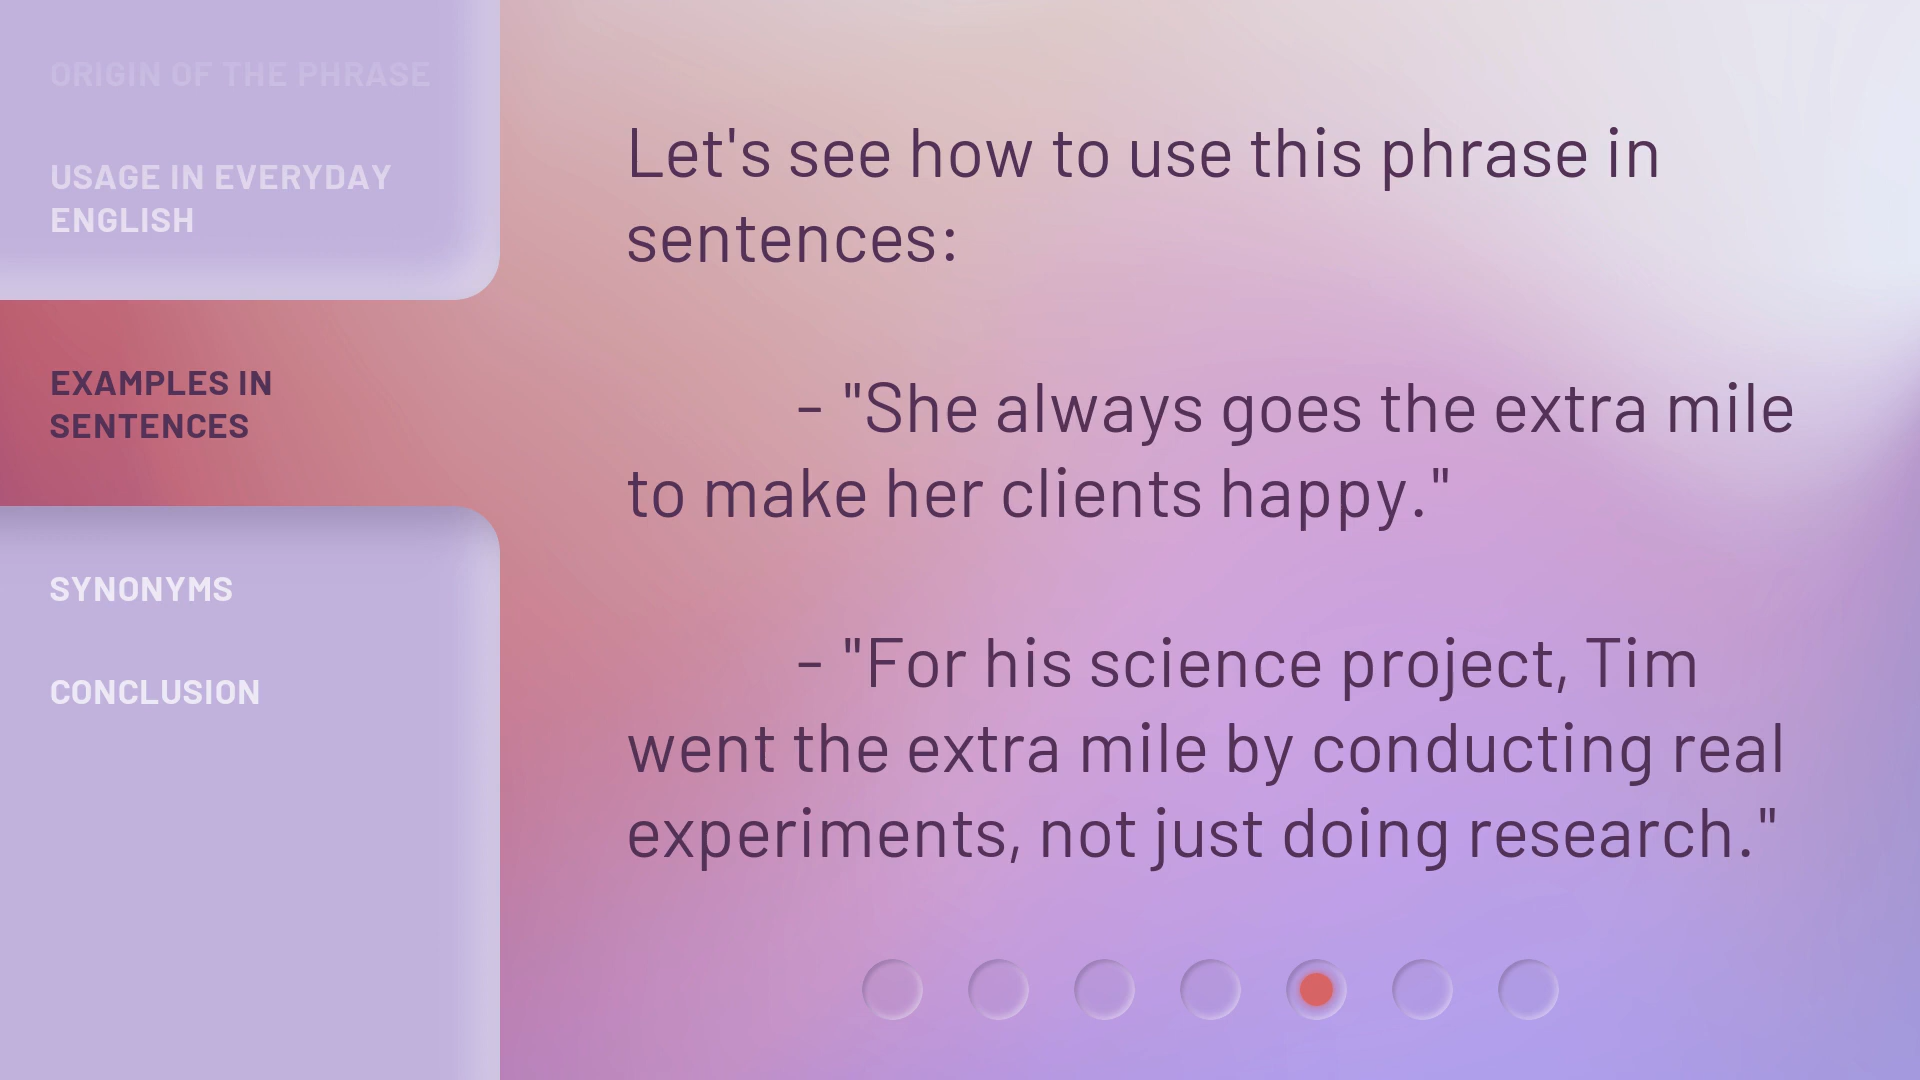 ORIGIN OF THE PHRASE
USAGE IN EVERYDAY
ENGLISH
EXAMPLES IN
SENTENCES
SYNONYMS
CONCLUSION
Let's see how to use this phrase in
sentences:
- "She always goes the extra mile
to make her clients happy."
- "For his science project, Tim
went the extra mile by conducting real
experiments, not just doing research."